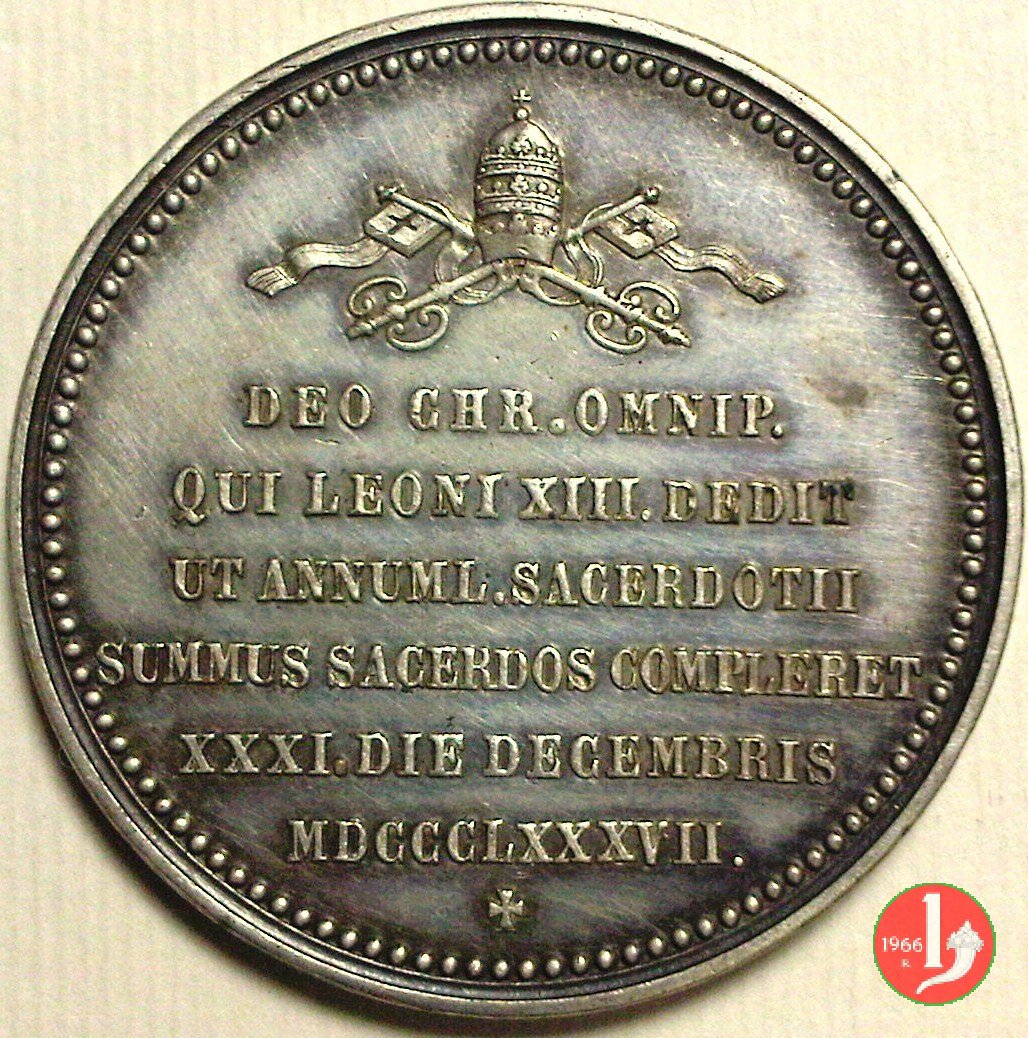 DEO CHR.OMNIP.
QUI LEONI XIII.DEDIT
UT ANNUML.SACERDOTII
SUMMUS SACERDOS COMPLERET
XXXI.DIE DECEMBRIS
MDCCCLXXXVII.
1966
R